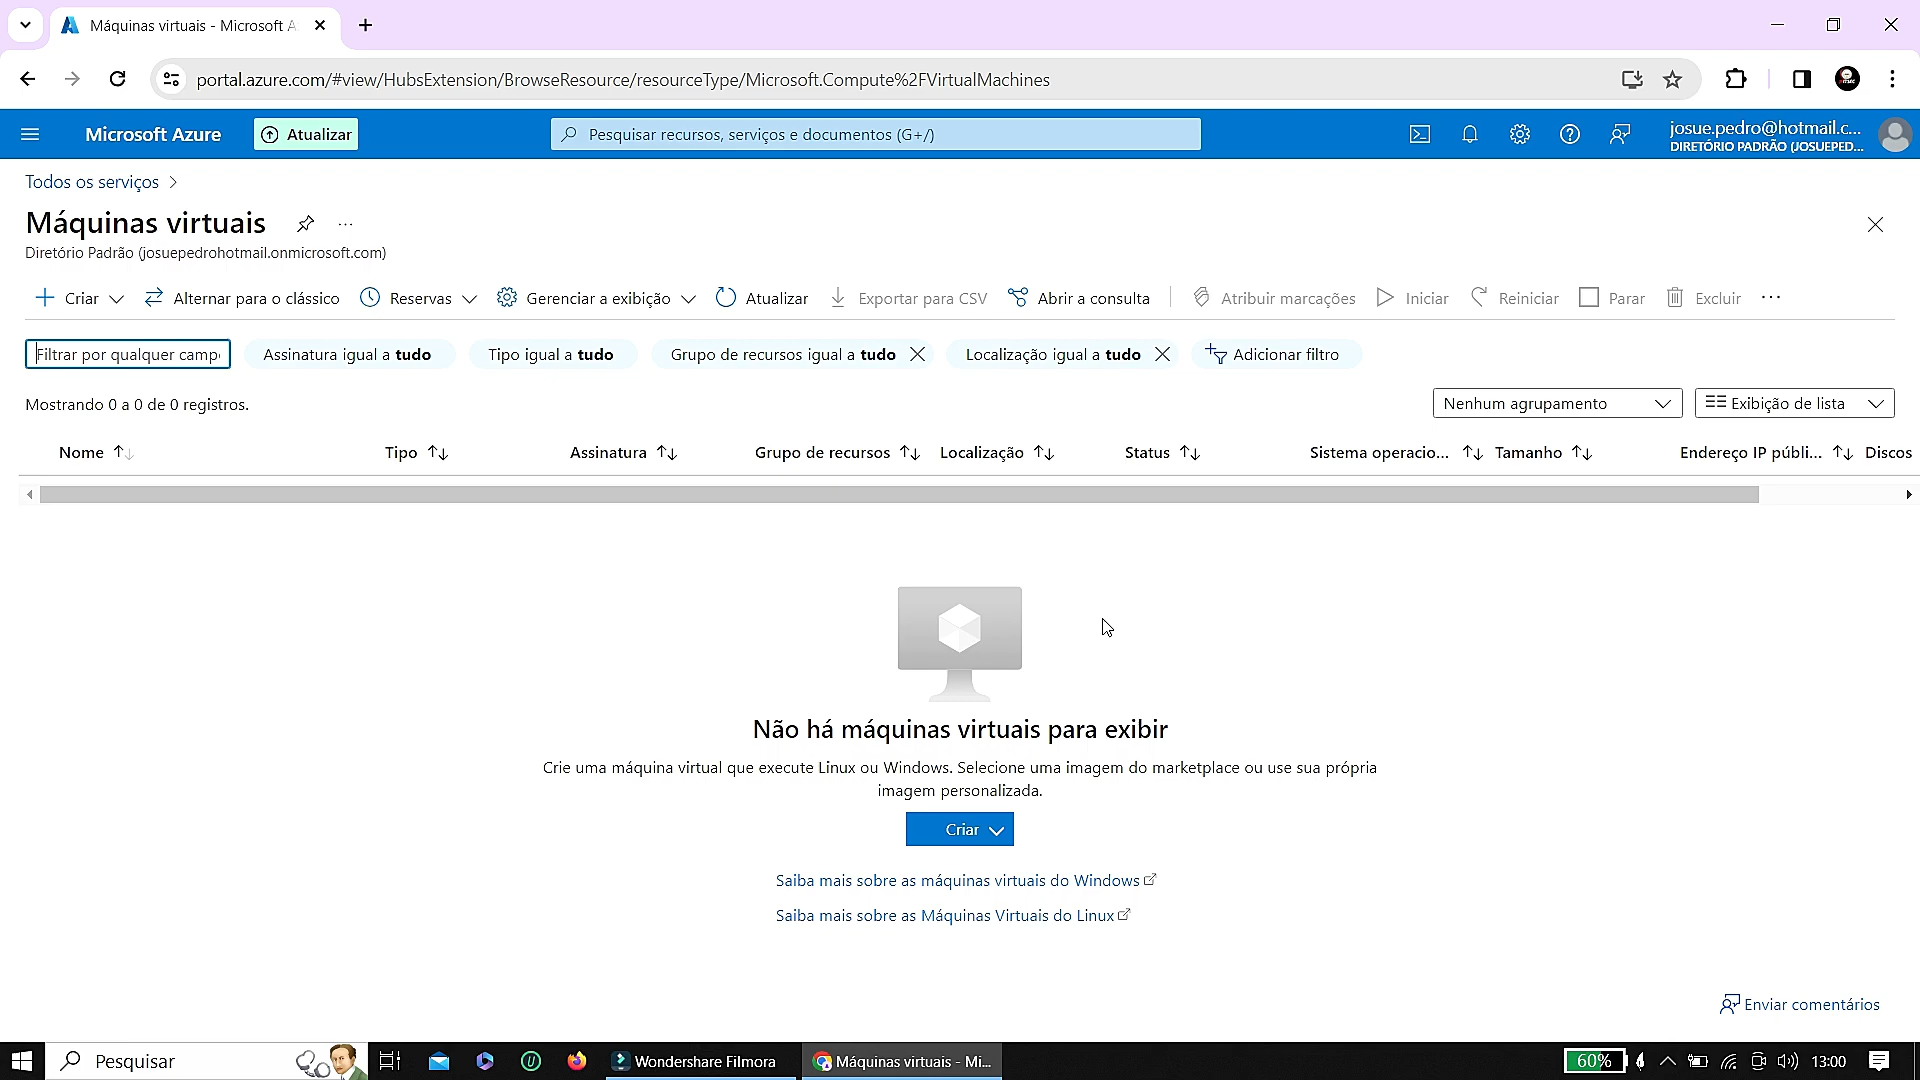 Máquinas virtuais - Microsoft A
portal.azure.com/#view/HubsExtension/BrowseResource/resourceType/Microsoft.Compute%2FVirtualMachines
Microsoft Azure
Atualizar
Pesquisar recursos, serviços e documentos (G+/)
josue.pedro@hotmail.c...
DIRETÓRIO PADRÃO (JOSUEPED...
Todos os serviços
Máquinas virtuais
Diretório Padrão (josuepedrohotmail.onmicrosoft.com)
Criar Alternar para o clássico Reservas Gerenciar a exibição Atualizar Exportar para CSV Abrir a consulta Atribuir marcações Iniciar Reiniciar Parar Excluir
Filtrar por qualquer camp Assinatura igual a tudo Tipo igual a tudo Grupo de recursos igual a tudo Localização igual a tudo Adicionar filtro
Mostrando 0 a 0 de 0 registros.
Nenhum agrupamento
Exibição de lista
Nome Tipo Assinatura Grupo de recursos Localização Status Sistema operacio... Tamanho Endereço IP públi... Discos
Não há máquinas virtuais para exibir
Crie uma máquina virtual que execute Linux ou Windows. Selecione uma imagem do marketplace ou use sua própria
imagem personalizada.
Criar
Saiba mais sobre as máquinas virtuais do Windows
Saiba mais sobre as Máquinas Virtuais do Linux
Enviar comentários
Pesquisar
Wondershare Filmora
Máquinas virtuais - Mi...
60%
13:00